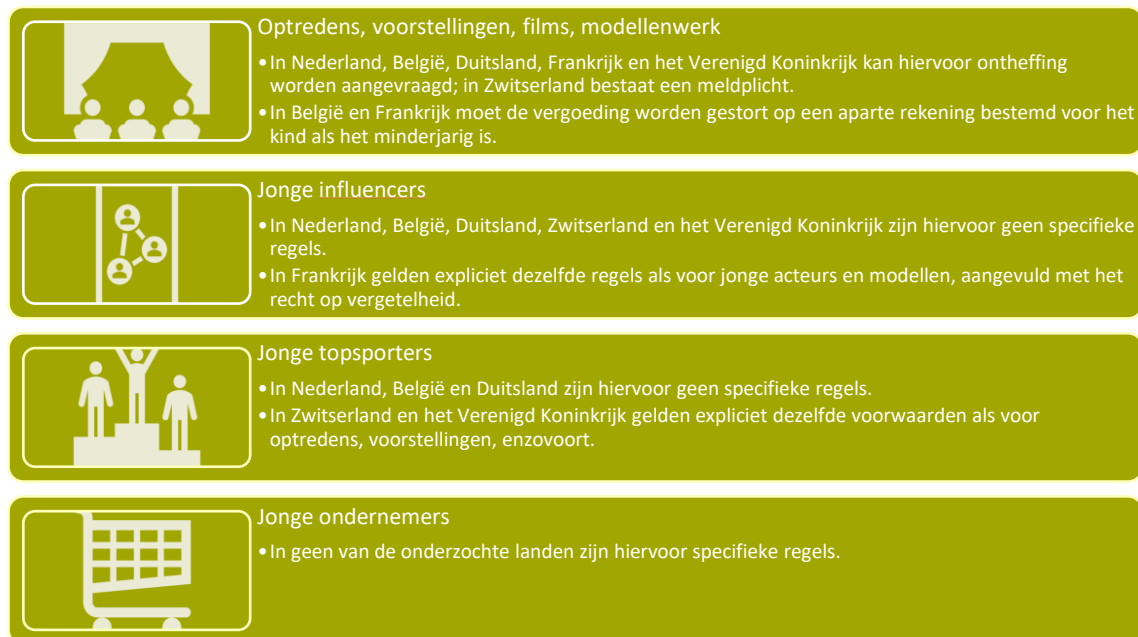 Optredens, voorstellingen, films, modellenwerk
•In Nederland, België, Duitsland, Frankrijk en het Verenigd Koninkrijk kan hiervoor ontheffing
worden aangevraagd; in Zwitserland bestaat een meldplicht.
•In België en Frankrijk moet de vergoeding worden gestort op een aparte rekening bestemd voor het
kind als het minderjarig is.
Jonge influencers
•In Nederland, België, Duitsland, Zwitserland en het Verenigd Koninkrijk zijn hiervoor geen specifieke
regels.
•In Frankrijk gelden expliciet dezelfde regels als voor jonge acteurs en modellen, aangevuld met het
recht op vergetelheid.
Jonge topsporters
•In Nederland, België en Duitsland zijn hiervoor geen specifieke regels.
•In Zwitserland en het Verenigd Koninkrijk gelden expliciet dezelfde voorwaarden als voor
optredens, voorstellingen, enzovoort.
Jonge ondernemers
•In geen van de onderzochte landen zijn hiervoor specifieke regels.